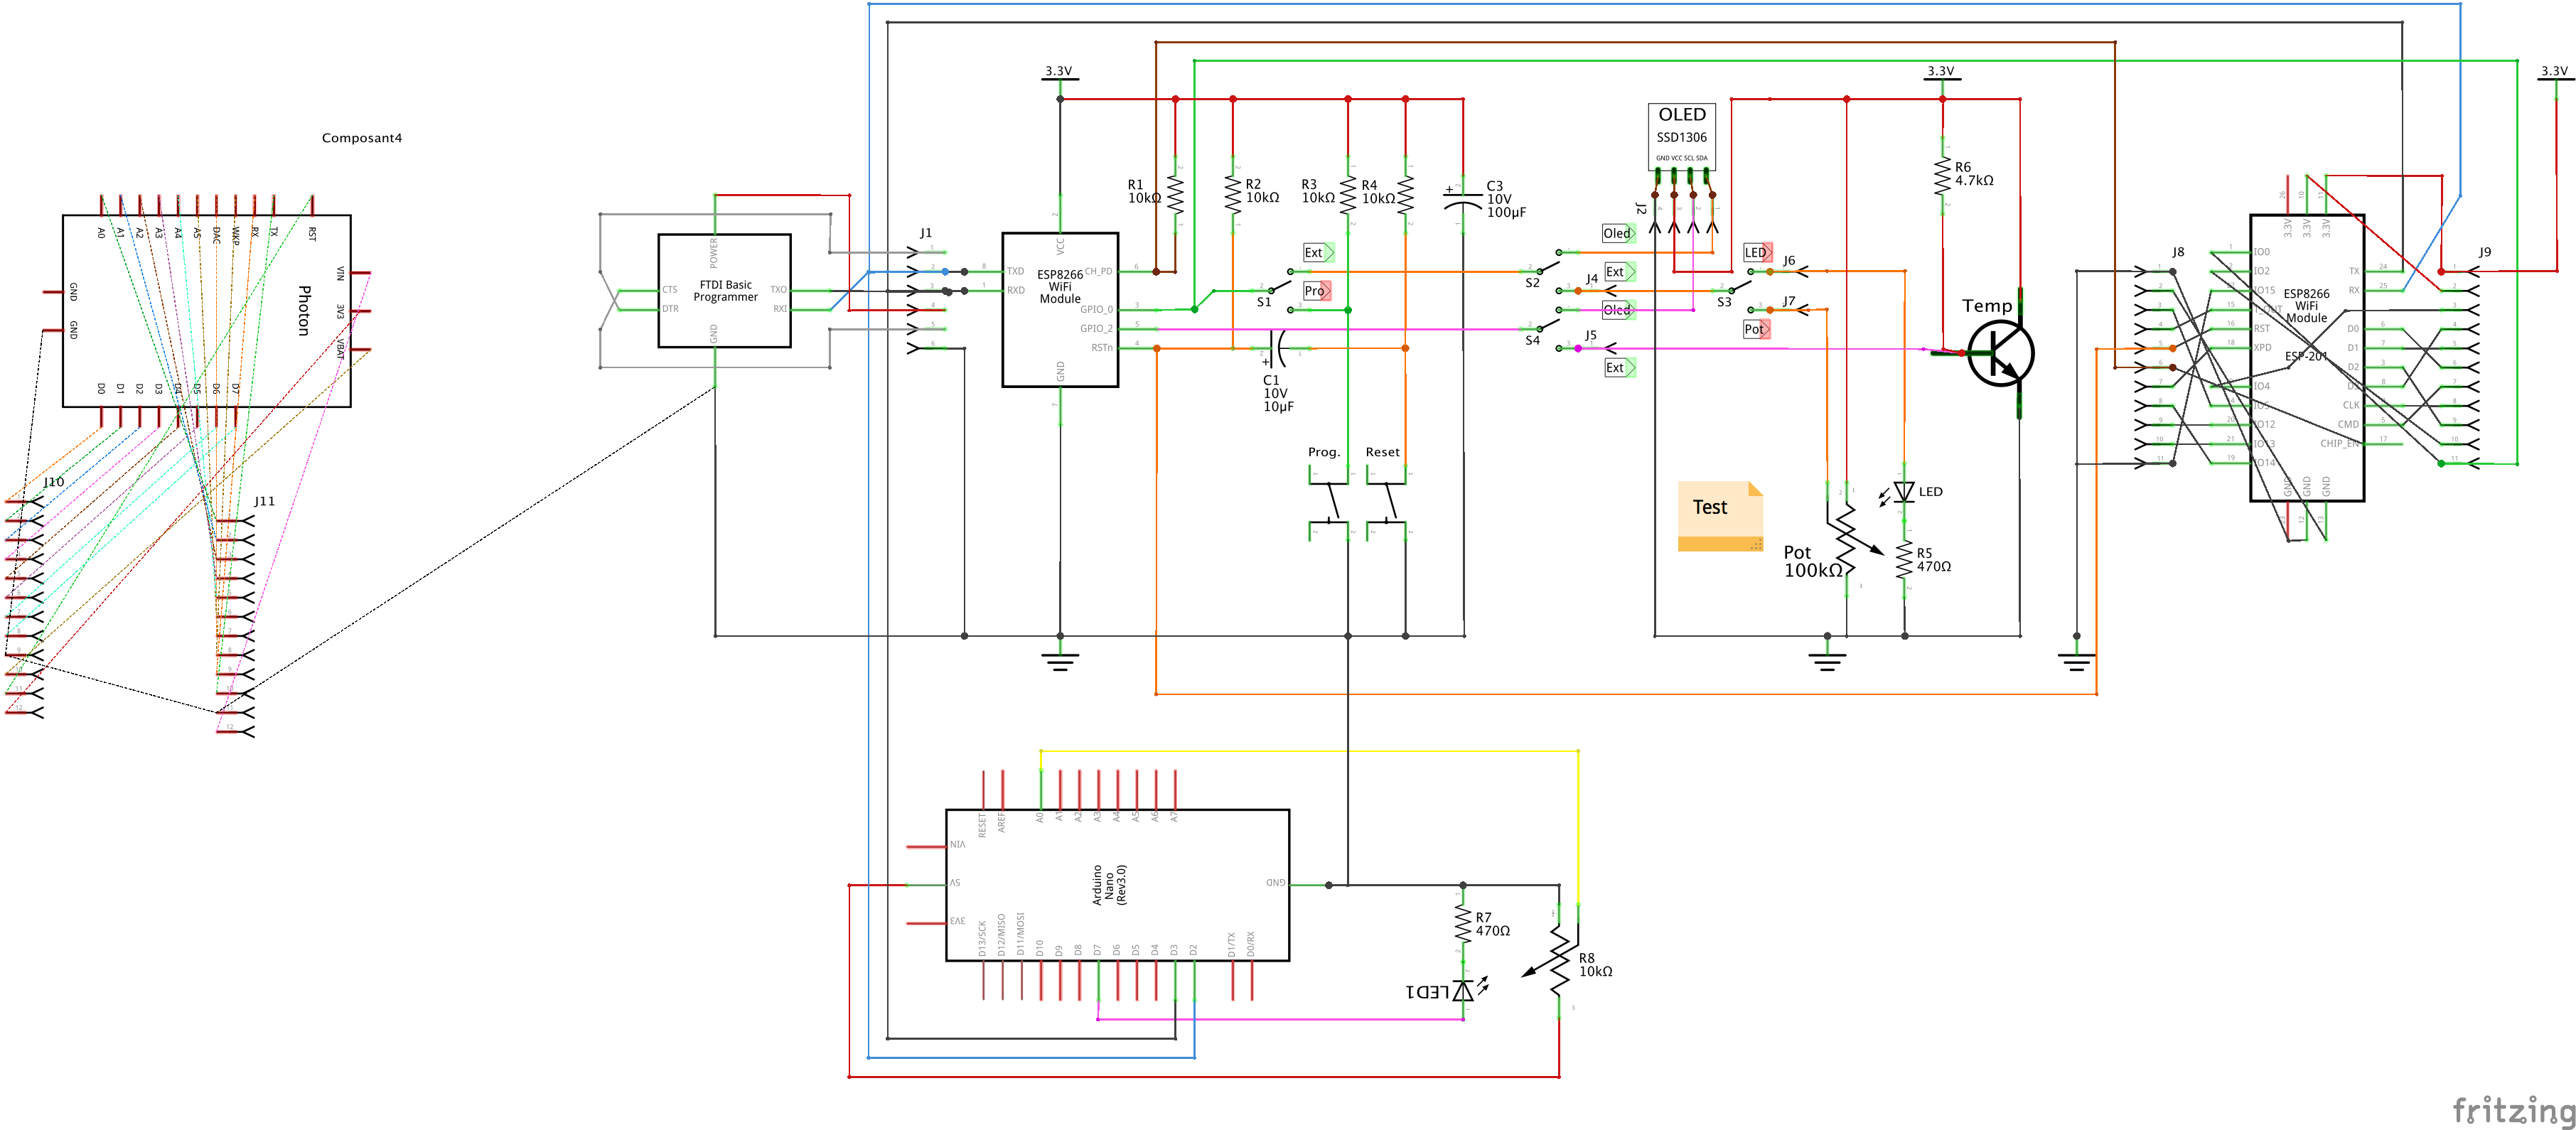 3.3V
3.3V
3.3V
OLED
SSD1306
GND VCC SCL SDA
Composant4
A0
A1
A2
A3
A4
A5
DAC
WKP
RX
TX
RST
VIN
3V3
VBAT
GND
GND
Photon
D0
D1
D2
D3
D4
D5
D6
D7
J10
J11
POWER
FTDI Basic
Programmer
CTS
DTR
TXO
RXI
GND
J1
VCC
TXD
RXD
ESP8266
WiFi
Module
CH_PD
GPIO_0
GPIO_2
RSTn
GND
R1
10kΩ
R2
10kΩ
R3
10kΩ
R4
10kΩ
C3
10V
100µF
C1
10V
10µF
Ext
Pro
S1
Prog.
Reset
Oled
Ext
Oled
Ext
S2
S4
J4
J5
J2
S3
LED
Pot
J6
J7
R6
4.7kΩ
Temp
Test
Pot
100kΩ
LED
R5
470Ω
J8
J9
3.3V
3.3V
3.3V
IO0
IO2
IO15
RST
XPD
IO4
IO5
IO12
IO13
IO14
ESP8266
WiFi
Module
ESP-201
TX
RX
D0
D1
D2
D3
CLK
CMD
CHIP_EN
GND
GND
GND
RESET
AREF
A0
A1
A2
A3
A4
A5
A6
A7
VIN
5V
3V3
GND
Arduino
Nano
(Rev3.0)
D13/SCK
D12/MISO
D11/MOSI
D10
D9
D8
D7
D6
D5
D4
D3
D2
D1/TX
D0/RX
R7
470Ω
LED1
R8
10kΩ
fritzing